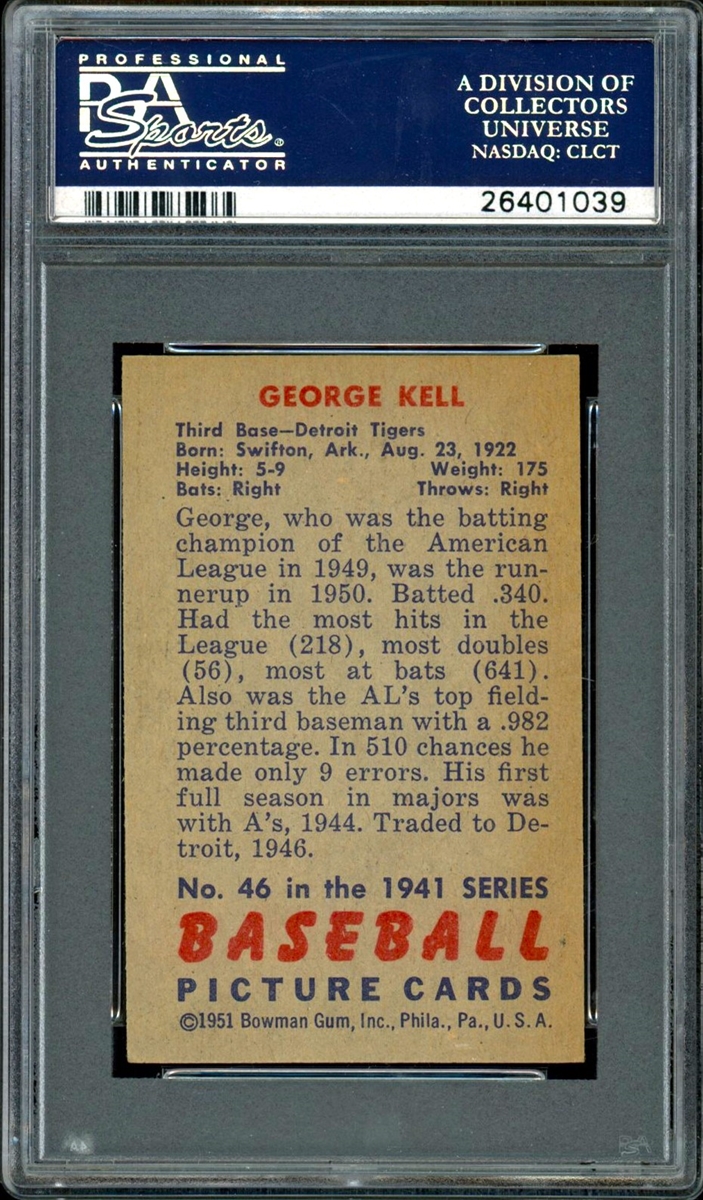 PROFESSIONAL
PSA
Sports®
AUTHENTICATOR
A DIVISION OF
COLLECTORS
UNIVERSE
NASDAQ: CLCT
26401039
GEORGE KELL
Third Base—Detroit Tigers
Born: Swifton, Ark., Aug. 23, 1922
Height: 5-9 Weight: 175
Bats: Right Throws: Right
George, who was the batting
champion of the American
League in 1949, was the run-
nerup in 1950. Batted .340.
Had the most hits in the
League (218), most doubles
(56), most at bats (641).
Also was the AL's top field-
ing third baseman with a .982
percentage. In 510 chances he
made only 9 errors. His first
full season in majors was
with A's, 1944. Traded to De-
troit, 1946.
No. 46 in the 1941 SERIES
BASEBALL
PICTURE CARDS
©1951 Bowman Gum, Inc., Phila., Pa., U.S.A.
PSA